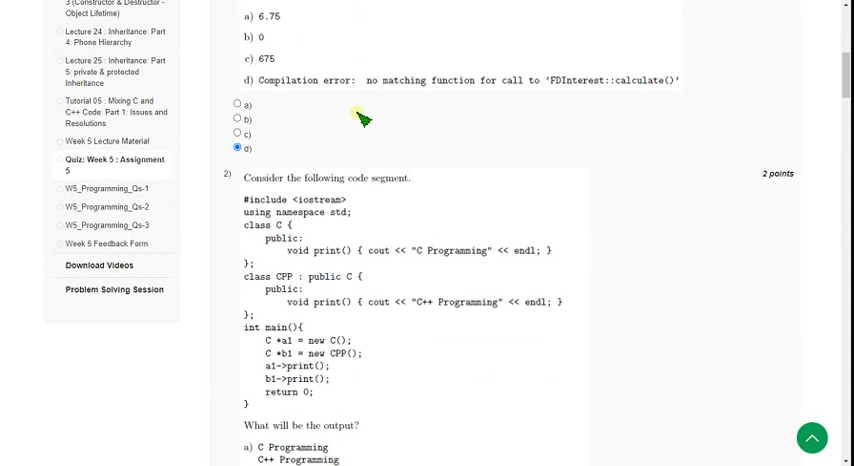 3 (Constructor & Destructor -
Object Lifetime)
Lecture 24 : Inheritance: Part
4: Phone Hierarchy
Lecture 25 : Inheritance: Part
5: private & protected
Inheritance
Tutorial 05 : Mixing C and
C++ Code: Part 1: Issues and
Resolutions
Week 5 Lecture Material
Quiz: Week 5 : Assignment
5
W5_Programming_Qs-1
W5_Programming_Qs-2
W5_Programming_Qs-3
Week 5 Feedback Form
Download Videos
Problem Solving Session
a) 6.75
b) 0
c) 675
d) Compilation error: no matching function for call to 'FDInterest::calculate()'
a)
b)
c)
d)
2)
2 points
Consider the following code segment.
#include <iostream>
using namespace std;
class C {
public:
void print() { cout << "C Programming" << endl; }
};
class CPP : public C {
public:
void print() { cout << "C++ Programming" << endl; }
};
int main(){
C *a1 = new C();
C *b1 = new CPP();
a1->print();
b1->print();
return 0;
}
What will be the output?
a) C Programming
C++ Programming